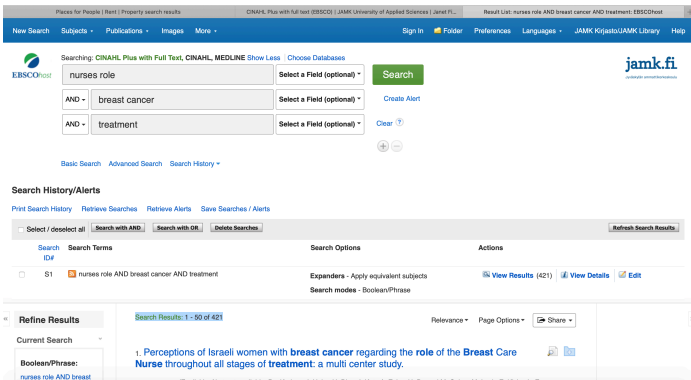 Places for People | Rent | Property search results
CINAHL Plus with full text (EBSCO) | JAMK University of Applied Sciences | Janet Fi...
Result List: nurses role AND breast cancer AND treatment: EBSCOhost
New Search Subjects Publications Images More Sign In Folder Preferences Languages JAMK Kirjasto/JAMK Library Help
Searching: CINAHL Plus with Full Text, CINAHL, MEDLINE Show Less Choose Databases
EBSCOhost
nurses role Select a Field (optional) Search
jamk.fi
AND breast cancer Select a Field (optional) Create Alert
AND treatment Select a Field (optional) Clear ?
Basic Search Advanced Search Search History
Search History/Alerts
Print Search History Retrieve Searches Retrieve Alerts Save Searches / Alerts
Select / deselect all Search with AND Search with OR Delete Searches Refresh Search Results
Search ID# Search Terms Search Options Actions
S1 nurses role AND breast cancer AND treatment Expanders - Apply equivalent subjects View Results (421) View Details Edit
Search modes - Boolean/Phrase
Refine Results
Search Results: 1 - 50 of 421 Relevance Page Options Share
Current Search
1. Perceptions of Israeli women with breast cancer regarding the role of the Breast Care
Nurse throughout all stages of treatment: a multi center study.
Boolean/Phrase:
nurses role AND breast